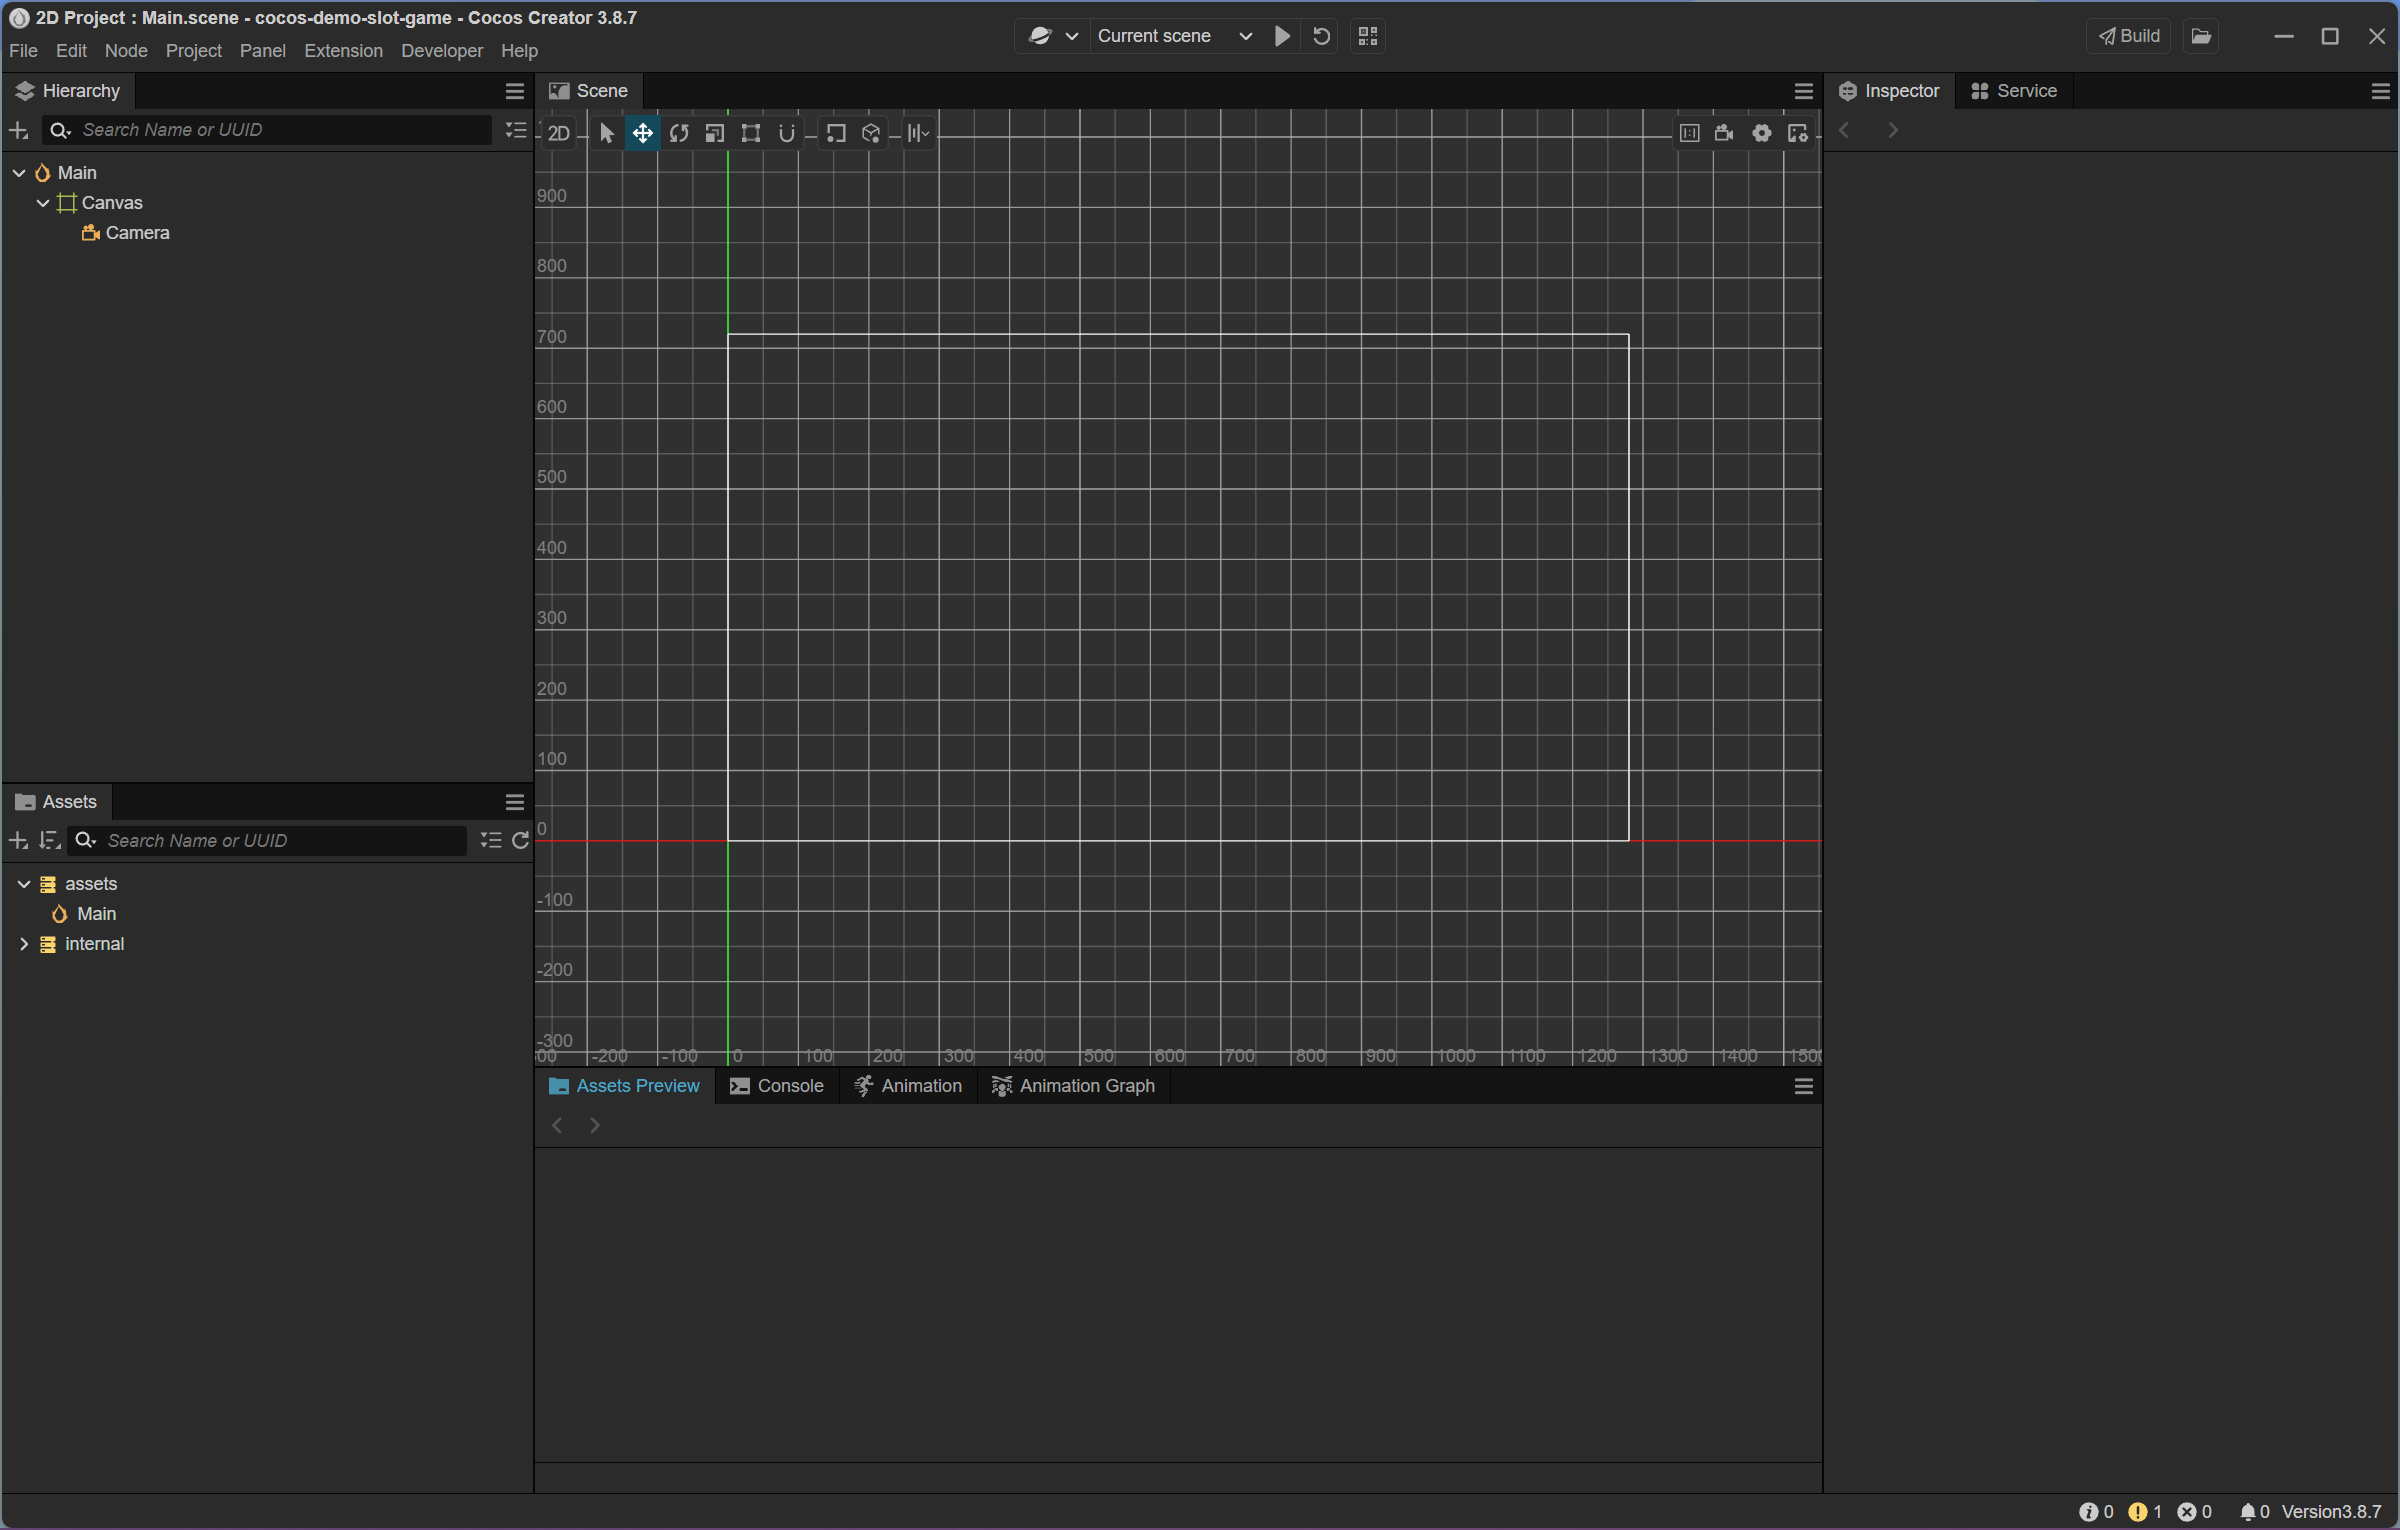 2D Project : Main.scene - cocos-demo-slot-game - Cocos Creator 3.8.7
File Edit Node Project Panel Extension Developer Help
Current scene
Build
Hierarchy
Search Name or UUID
Main
Canvas
Camera
Scene
2D
900
800
700
600
500
400
300
200
100
0
-100
-200
-300
00 -200 -100 0 100 200 300 400 500 600 700 800 900 1000 1100 1200 1300 1400 150
Inspector Service
Assets
Search Name or UUID
assets
Main
internal
Assets Preview Console Animation Animation Graph
0 1 0 0 Version3.8.7